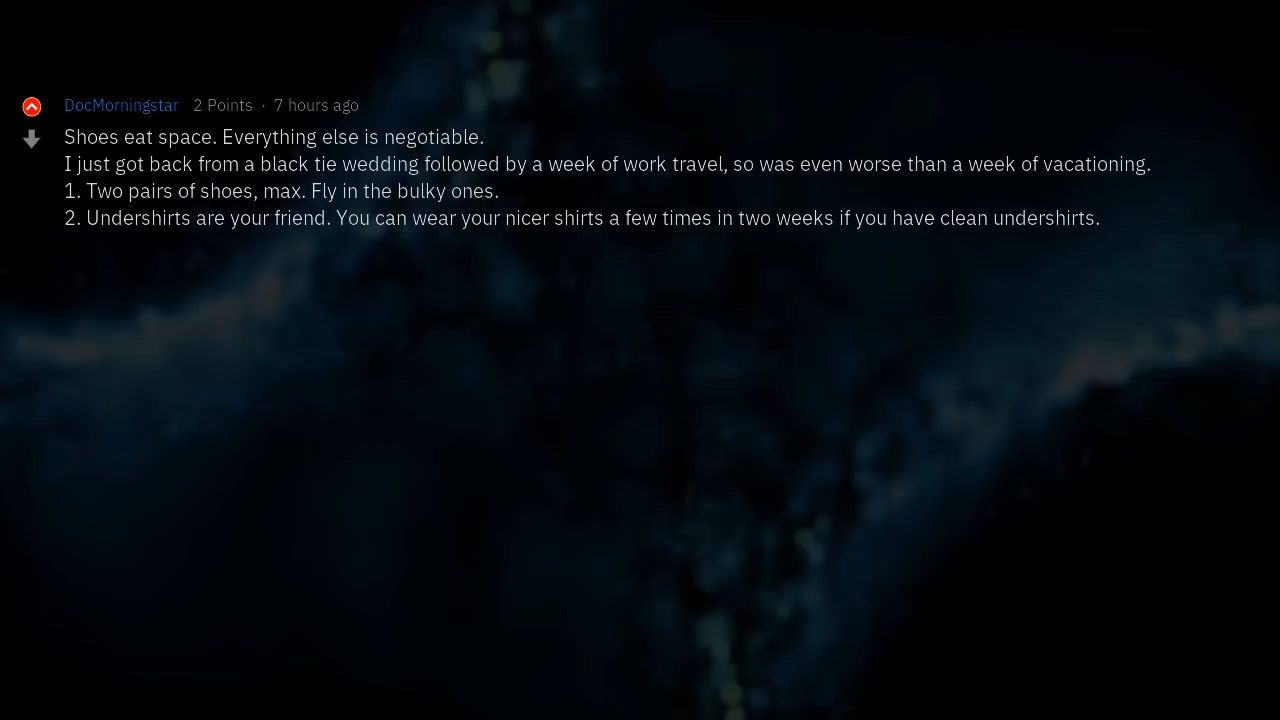 DocMorningstar 2 Points · 7 hours ago
Shoes eat space. Everything else is negotiable.
I just got back from a black tie wedding followed by a week of work travel, so was even worse than a week of vacationing.
1. Two pairs of shoes, max. Fly in the bulky ones.
2. Undershirts are your friend. You can wear your nicer shirts a few times in two weeks if you have clean undershirts.